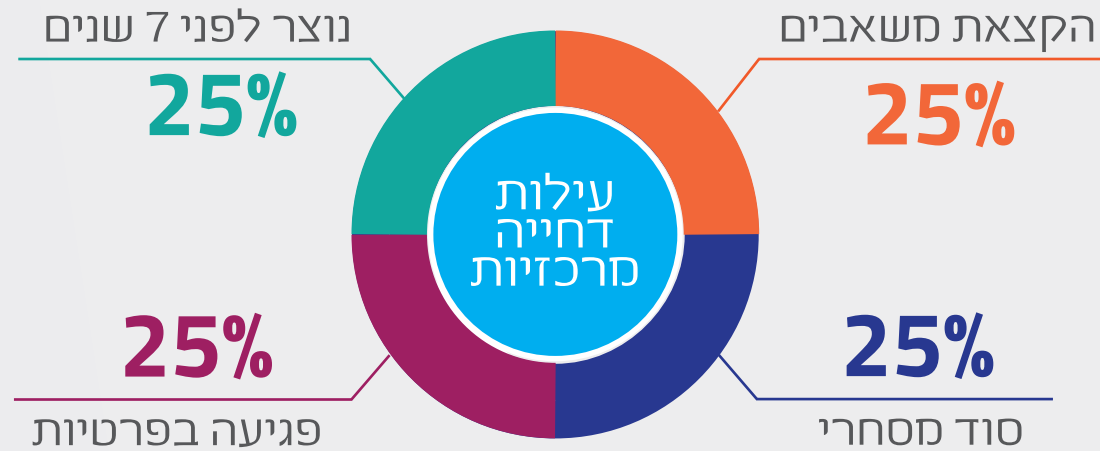 הקצאת משאבים
25%
נוצר לפני 7 שנים
25%
עילות
דחייה
מרכזיות
25%
סוד מסחרי
25%
פגיעה בפרטיות